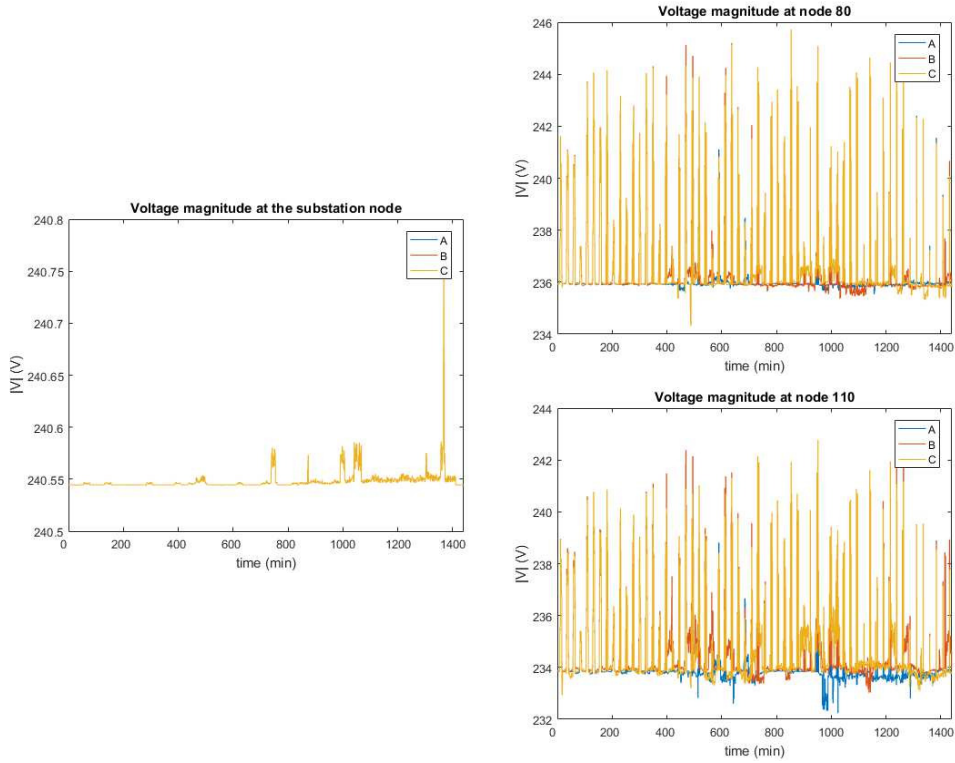 Voltage magnitude at the substation node
240.8
240.75
240.7
240.65
240.6
240.55
240.5
|V| (V)
0 200 400 600 800 1000 1200 1400
time (min)
A
B
C
Voltage magnitude at node 80
246
244
242
240
238
236
234
|V| (V)
0 200 400 600 800 1000 1200 1400
time (min)
A
B
C
Voltage magnitude at node 110
244
242
240
238
236
234
232
|V| (V)
0 200 400 600 800 1000 1200 1400
time (min)
A
B
C